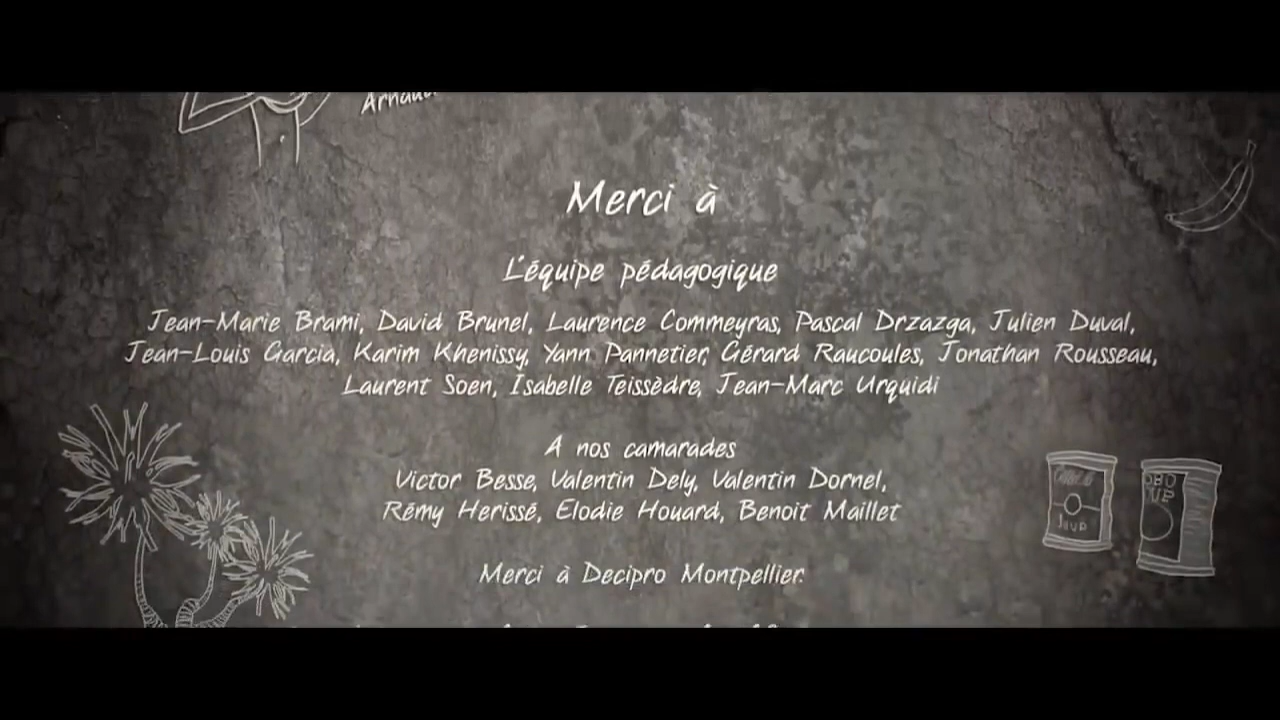 Merci à
L'équipe pédagogique
Jean-Marie Brami, David Brunel, Laurence Commeyras, Pascal Drzazga, Julien Duval,
Jean-Louis Garcia, Karim Khenissy, Yann Pannetier, Gérard Raucoules, Jonathan Rousseau,
Laurent Soen, Isabelle Teissèdre, Jean-Marc Urquidi
A nos camarades
Victor Besse, Valentin Dely, Valentin Dornel,
Rémy Herissé, Elodie Houard, Benoit Maillet
Merci à Decipro Montpellier.